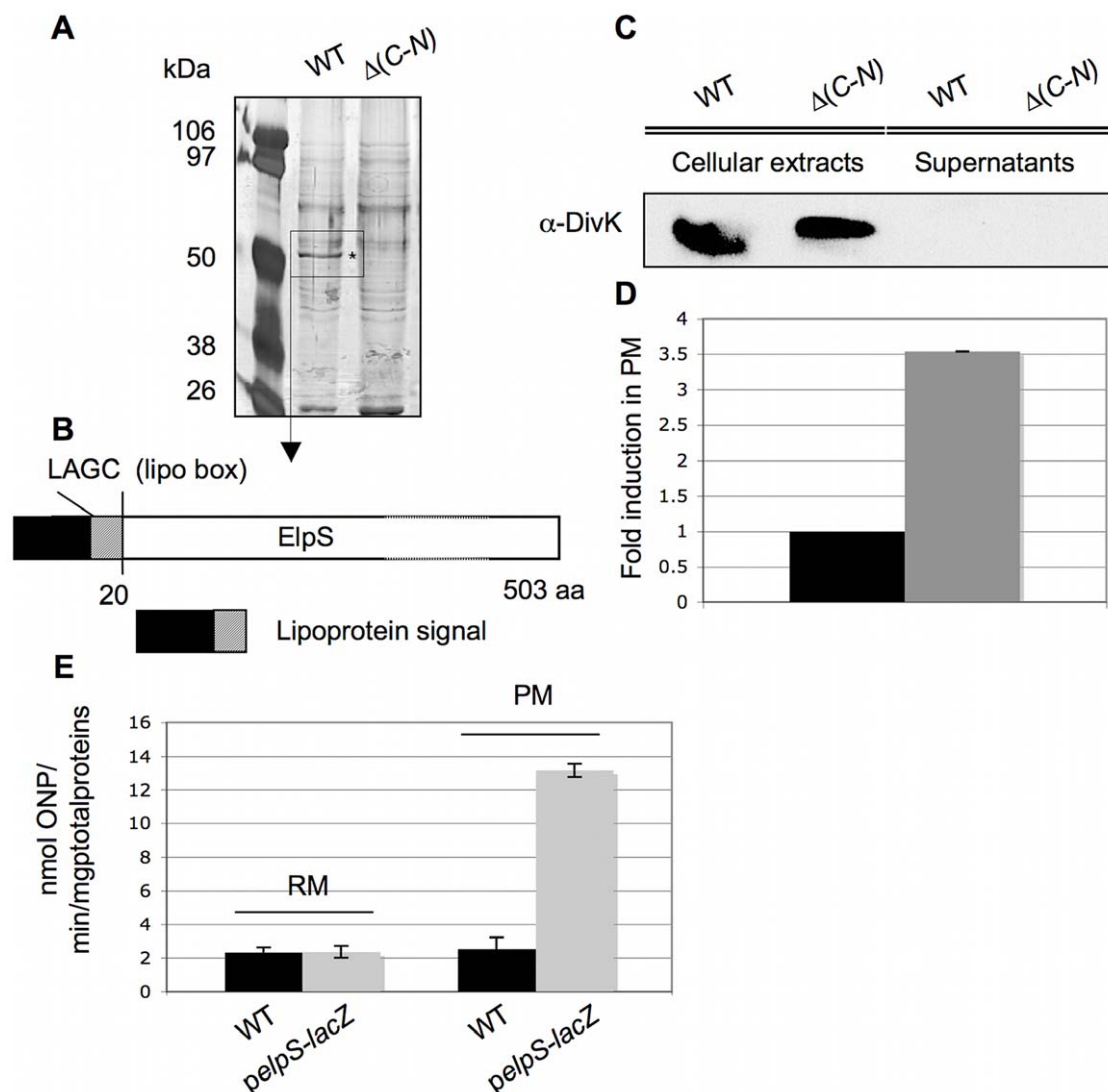 A
kDa
WT Δ(C-N)
106
97
50
*
38
26
B
LAGC (lipo box)
ElpS
20
503 aa
Lipoprotein signal
C
WT Δ(C-N) WT Δ(C-N)
Cellular extracts Supernatants
α-DivK
D
Fold induction in PM
4
3.5
3
2.5
2
1.5
1
0.5
0
E
nmol ONP/
min/mgptotalproteins
16
14
12
10
8
6
4
2
0
RM
PM
WT pelpS-lacZ WT pelpS-lacZ